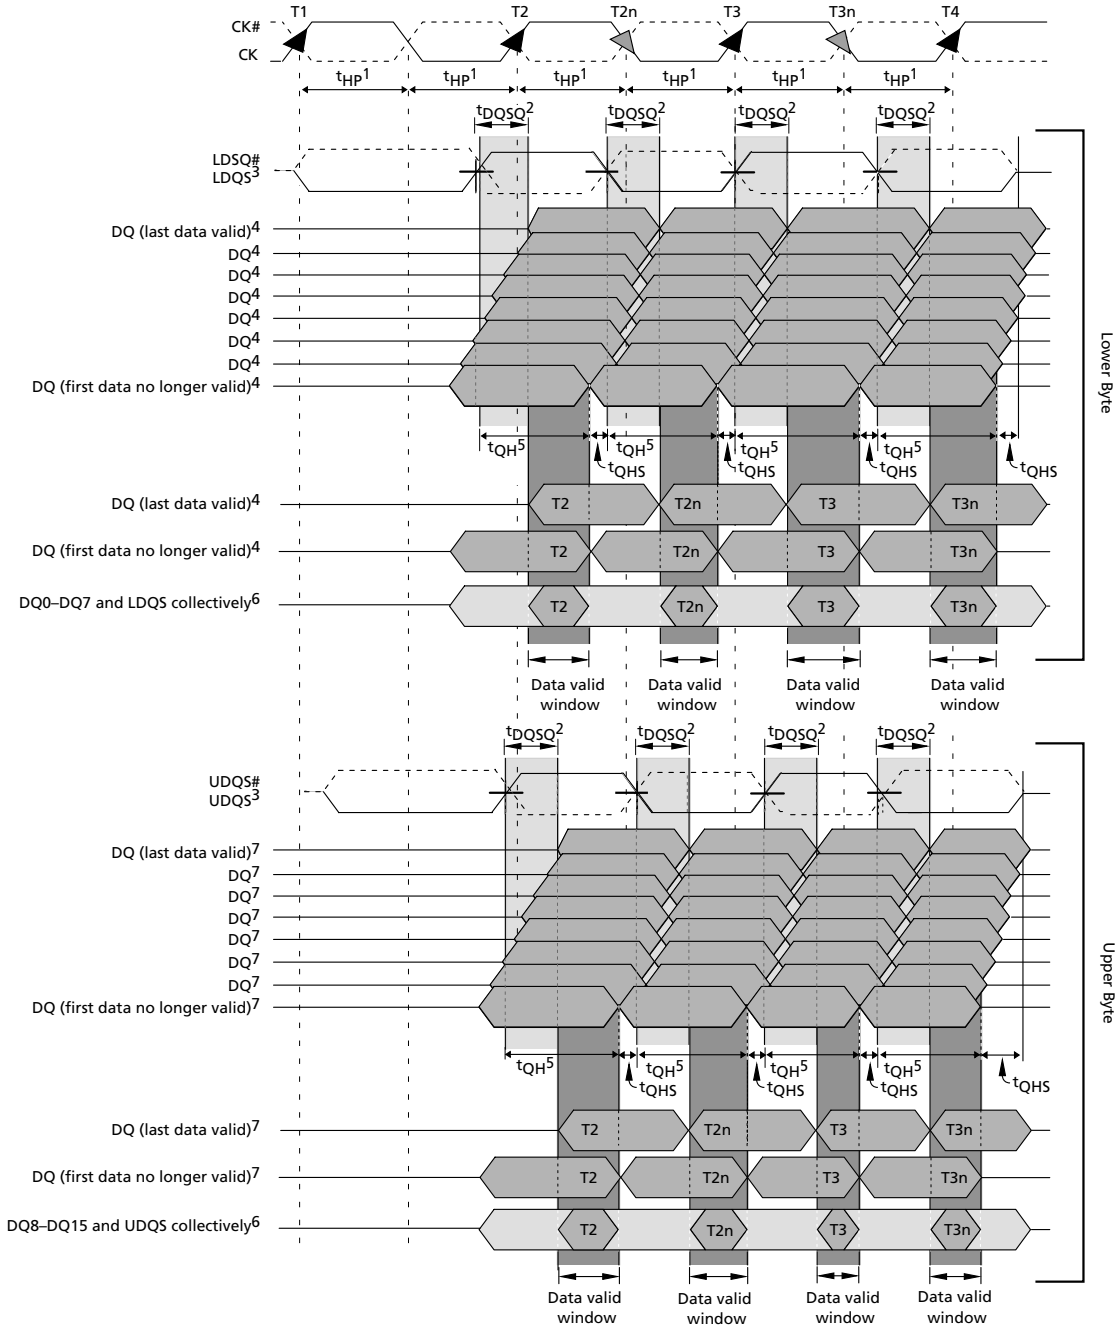 T1 T2 T2n T3 T3n T4
CK#
CK
tHP1 tHP1 tHP1 tHP1 tHP1 tHP1
tDQSQ2 tDQSQ2 tDQSQ2 tDQSQ2
LDSQ#
LDQS3
DQ (last data valid)4
DQ4
DQ4
DQ4
DQ4
DQ4
DQ4
DQ (first data no longer valid)4
Lower Byte
tQH5 tQH5 tQH5 tQH5
tQHS tQHS tQHS tQHS
DQ (last data valid)4 T2 T2n T3 T3n
DQ (first data no longer valid)4 T2 T2n T3 T3n
DQ0–DQ7 and LDQS collectively6 T2 T2n T3 T3n
Data valid window Data valid window Data valid window Data valid window
tDQSQ2 tDQSQ2 tDQSQ2 tDQSQ2
UDQS#
UDQS3
DQ (last data valid)7
DQ7
DQ7
DQ7
DQ7
DQ7
DQ7
DQ (first data no longer valid)7
Upper Byte
tQH5 tQH5 tQH5 tQH5
tQHS tQHS tQHS tQHS
DQ (last data valid)7 T2 T2n T3 T3n
DQ (first data no longer valid)7 T2 T2n T3 T3n
DQ8–DQ15 and UDQS collectively6 T2 T2n T3 T3n
Data valid window Data valid window Data valid window Data valid window